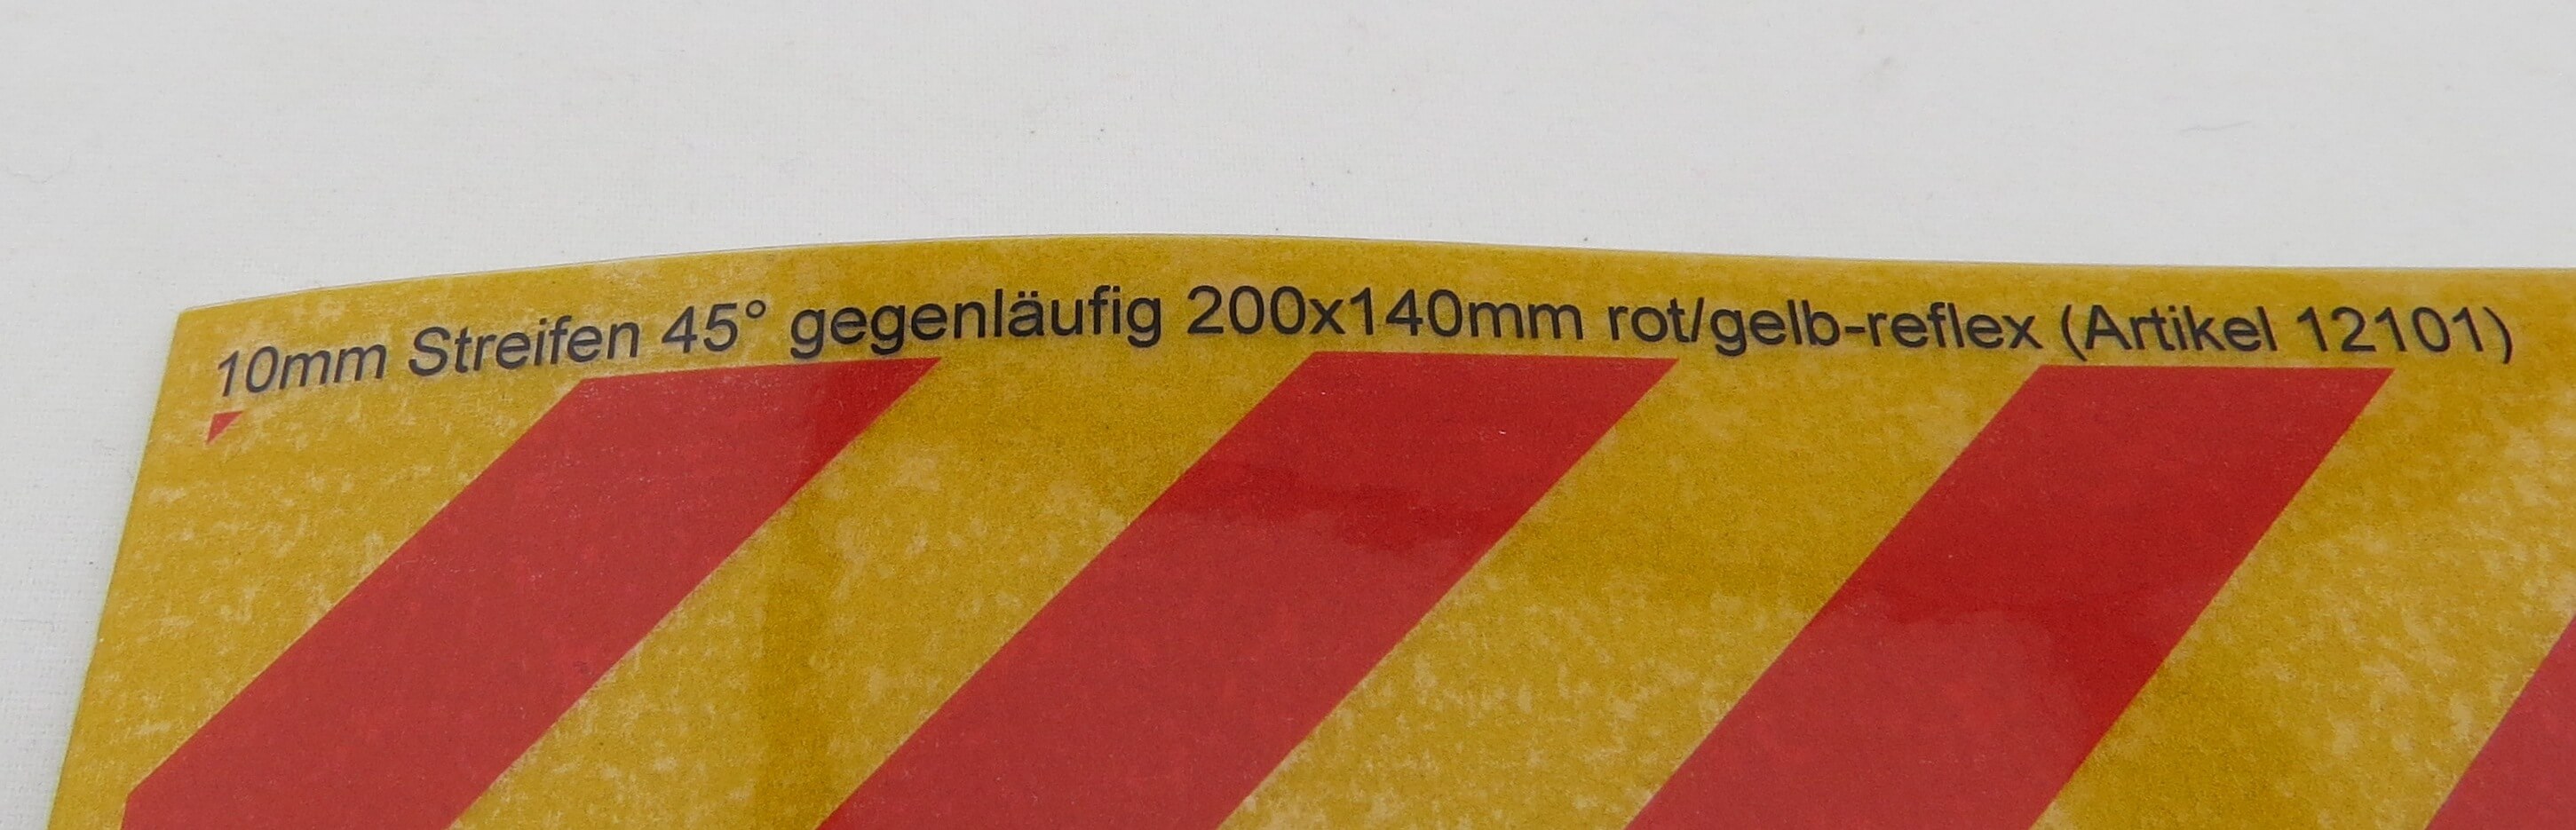 10mm Streifen 45° gegenläufig 200x140mm rot/gelb-reflex (Artikel 12101)